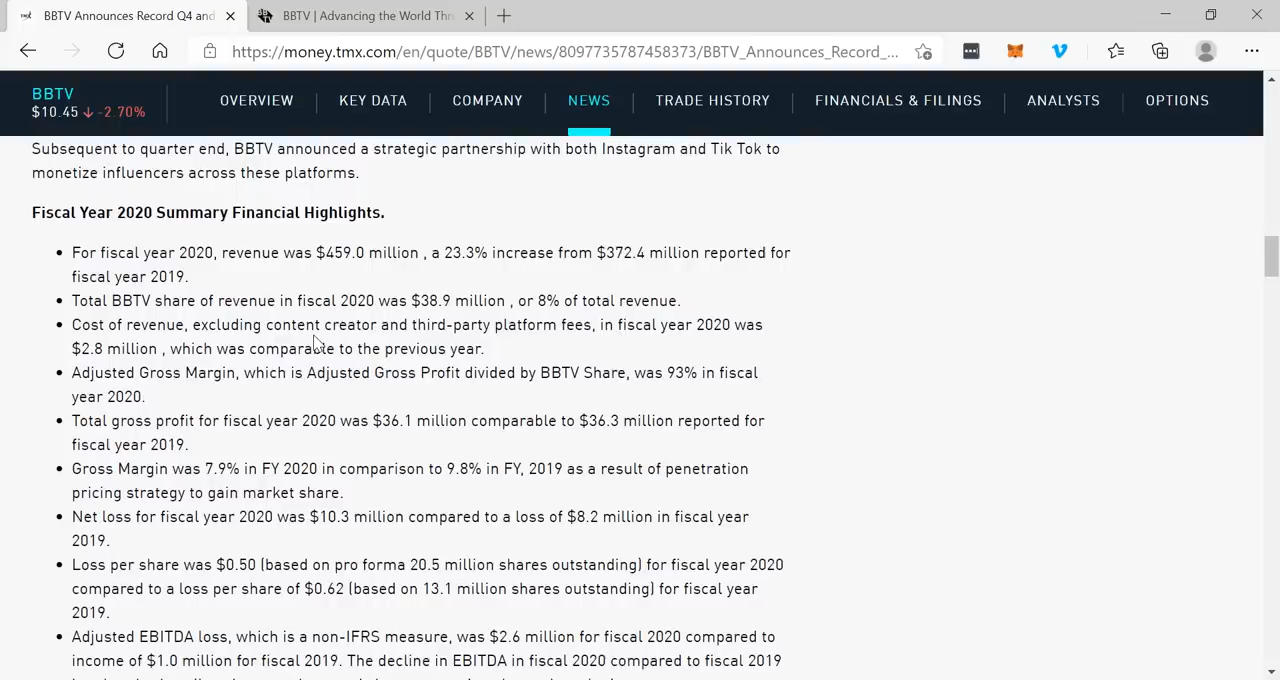 BBTV Announces Record Q4 and
BBTV | Advancing the World Thr
https://money.tmx.com/en/quote/BBTV/news/8097735787458373/BBTV_Announces_Record_...
BBTV
$10.45 ↓ -2.70%
OVERVIEW
KEY DATA
COMPANY
NEWS
TRADE HISTORY
FINANCIALS & FILINGS
ANALYSTS
OPTIONS
Subsequent to quarter end, BBTV announced a strategic partnership with both Instagram and Tik Tok to
monetize influencers across these platforms.
Fiscal Year 2020 Summary Financial Highlights.
• For fiscal year 2020, revenue was $459.0 million , a 23.3% increase from $372.4 million reported for
fiscal year 2019.
• Total BBTV share of revenue in fiscal 2020 was $38.9 million , or 8% of total revenue.
• Cost of revenue, excluding content creator and third-party platform fees, in fiscal year 2020 was
$2.8 million , which was comparable to the previous year.
• Adjusted Gross Margin, which is Adjusted Gross Profit divided by BBTV Share, was 93% in fiscal
year 2020.
• Total gross profit for fiscal year 2020 was $36.1 million comparable to $36.3 million reported for
fiscal year 2019.
• Gross Margin was 7.9% in FY 2020 in comparison to 9.8% in FY, 2019 as a result of penetration
pricing strategy to gain market share.
• Net loss for fiscal year 2020 was $10.3 million compared to a loss of $8.2 million in fiscal year
2019.
• Loss per share was $0.50 (based on pro forma 20.5 million shares outstanding) for fiscal year 2020
compared to a loss per share of $0.62 (based on 13.1 million shares outstanding) for fiscal year
2019.
• Adjusted EBITDA loss, which is a non-IFRS measure, was $2.6 million for fiscal 2020 compared to
income of $1.0 million for fiscal 2019. The decline in EBITDA in fiscal 2020 compared to fiscal 2019